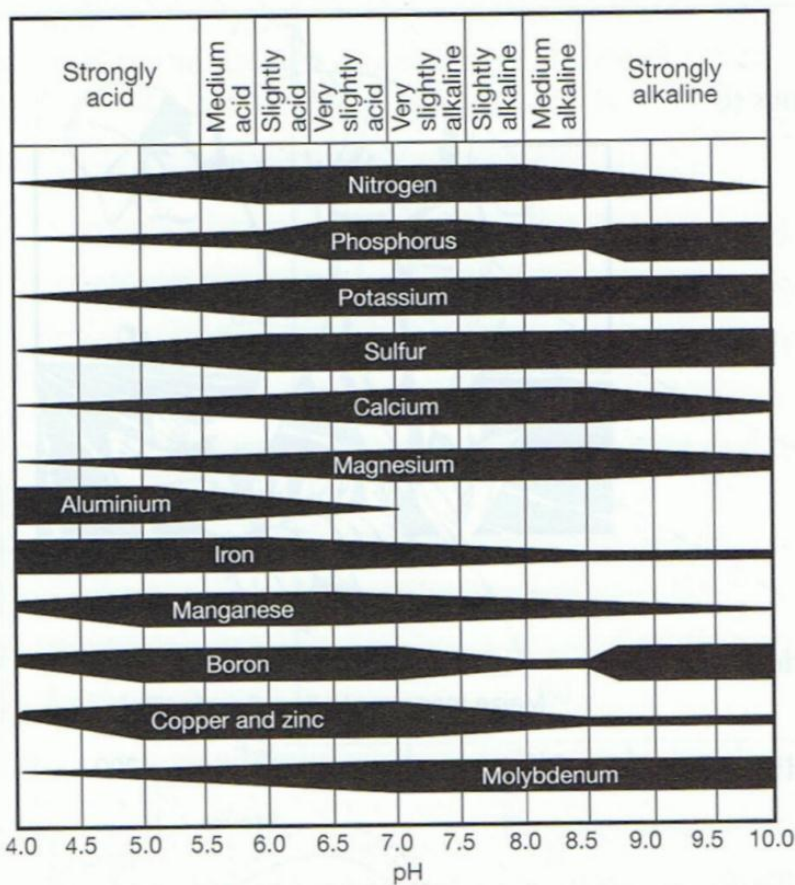 Strongly
acid
Medium
acid
Slightly
acid
Very
slightly
acid
Very
slightly
alkaline
Slightly
alkaline
Medium
alkaline
Strongly
alkaline
Nitrogen
Phosphorus
Potassium
Sulfur
Calcium
Magnesium
Aluminium
Iron
Manganese
Boron
Copper and zinc
Molybdenum
4.0 4.5 5.0 5.5 6.0 6.5 7.0 7.5 8.0 8.5 9.0 9.5 10.0
pH